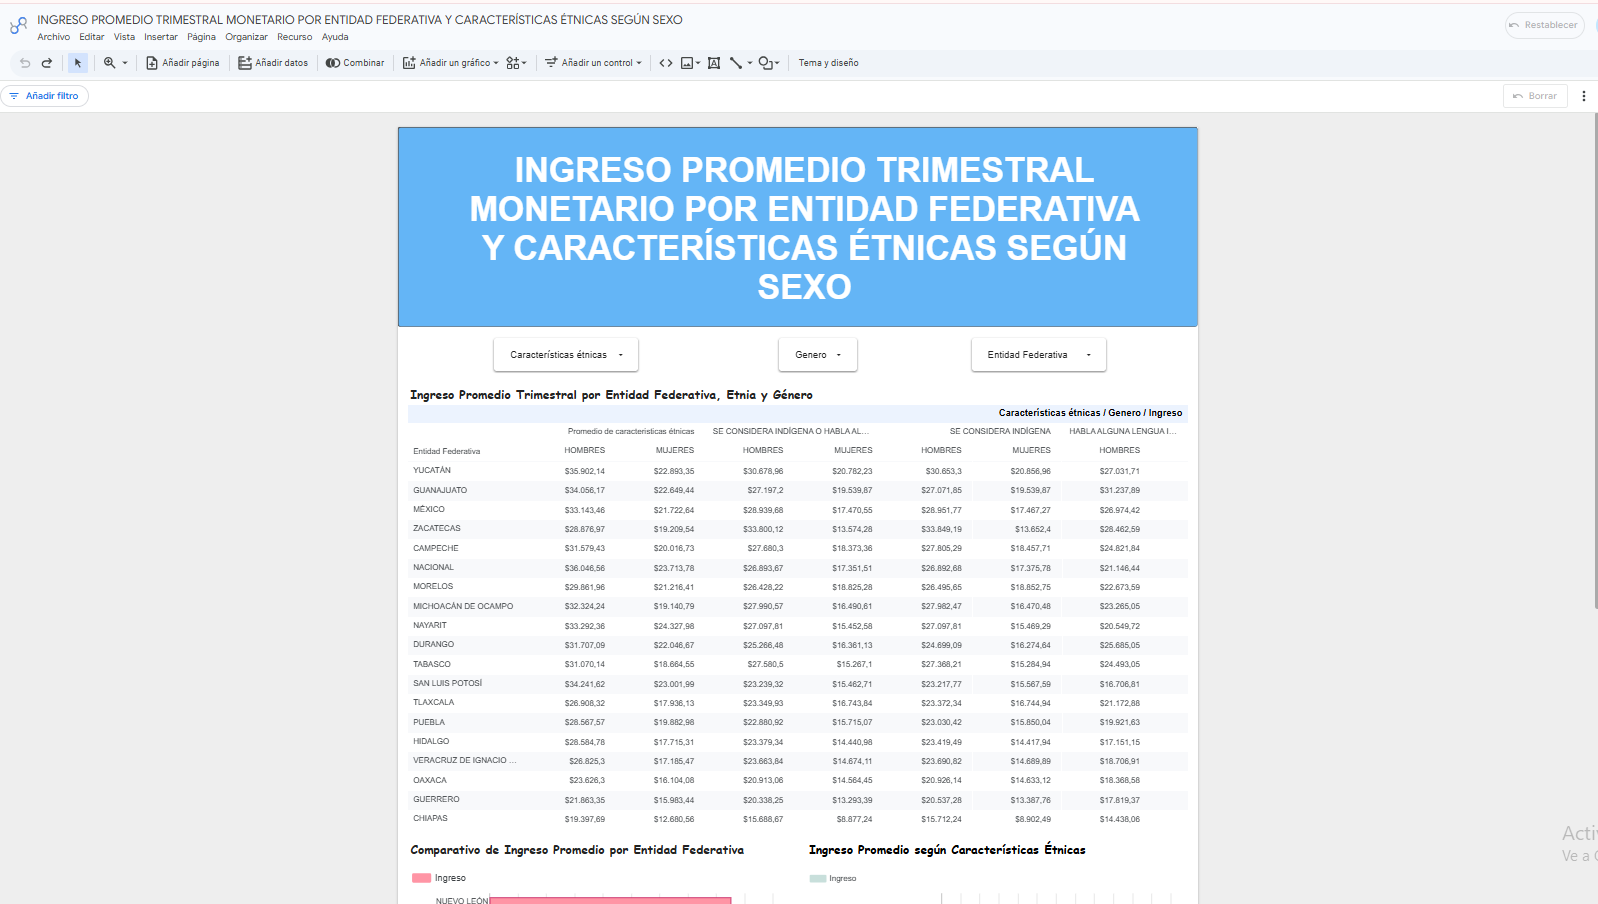 INGRESO PROMEDIO TRIMESTRAL MONETARIO POR ENTIDAD FEDERATIVA Y CARACTERÍSTICAS ÉTNICAS SEGÚN SEXO
Restablecer
Archivo Editar Vista Insertar Página Organizar Recurso Ayuda
Añadir página Añadir datos Combinar Añadir un gráfico Añadir un control Tema y diseño
Añadir filtro
Borrar
INGRESO PROMEDIO TRIMESTRAL
MONETARIO POR ENTIDAD FEDERATIVA
Y CARACTERÍSTICAS ÉTNICAS SEGÚN
SEXO
Características étnicas Genero Entidad Federativa
Ingreso Promedio Trimestral por Entidad Federativa, Etnia y Género
Características étnicas / Genero / Ingreso
Promedio de caracteristicas étnicas SE CONSIDERA INDÍGENA O HABLA AL... SE CONSIDERA INDÍGENA HABLA ALGUNA LENGUA I...
Entidad Federativa HOMBRES MUJERES HOMBRES MUJERES HOMBRES MUJERES HOMBRES
YUCATÁN $35.902,14 $22.893,35 $30.678,96 $20.782,23 $30.653,3 $20.856,96 $27.031,71
GUANAJUATO $34.056,17 $22.649,44 $27.197,2 $19.539,87 $27.071,85 $19.539,87 $31.237,89
MÉXICO $33.143,46 $21.722,64 $28.939,68 $17.470,55 $28.951,77 $17.467,27 $26.974,42
ZACATECAS $28.876,97 $19.209,54 $33.800,12 $13.574,28 $33.849,19 $13.652,4 $28.462,59
CAMPECHE $31.579,43 $20.016,73 $27.680,3 $18.373,36 $27.805,29 $18.457,71 $24.821,84
NACIONAL $36.046,56 $23.713,78 $26.893,67 $17.351,51 $26.892,68 $17.375,78 $21.146,44
MORELOS $29.861,96 $21.216,41 $26.428,22 $18.825,28 $26.495,65 $18.852,75 $22.673,59
MICHOACÁN DE OCAMPO $32.324,24 $19.140,79 $27.990,57 $16.490,61 $27.982,47 $16.470,48 $23.265,05
NAYARIT $33.292,36 $24.327,98 $27.097,81 $15.452,58 $27.097,81 $15.469,29 $20.549,72
DURANGO $31.707,09 $22.046,67 $25.266,48 $16.361,13 $24.699,09 $16.274,64 $25.685,05
TABASCO $31.070,14 $18.664,55 $27.580,5 $15.267,1 $27.368,21 $15.284,94 $24.493,05
SAN LUIS POTOSÍ $34.241,62 $23.001,99 $23.239,32 $15.462,71 $23.217,77 $15.567,59 $16.706,81
TLAXCALA $26.908,32 $17.936,13 $23.349,93 $16.743,84 $23.372,34 $16.744,94 $21.172,88
PUEBLA $28.567,57 $19.882,98 $22.880,92 $15.715,07 $23.030,42 $15.850,04 $19.921,63
HIDALGO $28.584,78 $17.715,31 $23.379,34 $14.440,98 $23.419,49 $14.417,94 $17.151,15
VERACRUZ DE IGNACIO ... $26.825,3 $17.185,47 $23.663,84 $14.674,11 $23.690,82 $14.689,89 $18.706,91
OAXACA $23.626,3 $16.104,08 $20.913,06 $14.564,45 $20.926,14 $14.633,12 $18.368,58
GUERRERO $21.863,35 $15.983,44 $20.338,25 $13.293,39 $20.537,28 $13.387,76 $17.819,37
CHIAPAS $19.397,69 $12.680,56 $15.688,67 $8.877,24 $15.712,24 $8.902,49 $14.438,06
Comparativo de Ingreso Promedio por Entidad Federativa
Ingreso Promedio según Características Étnicas
Ingreso
Ingreso
NUEVO LEÓN
Acti
Ve a